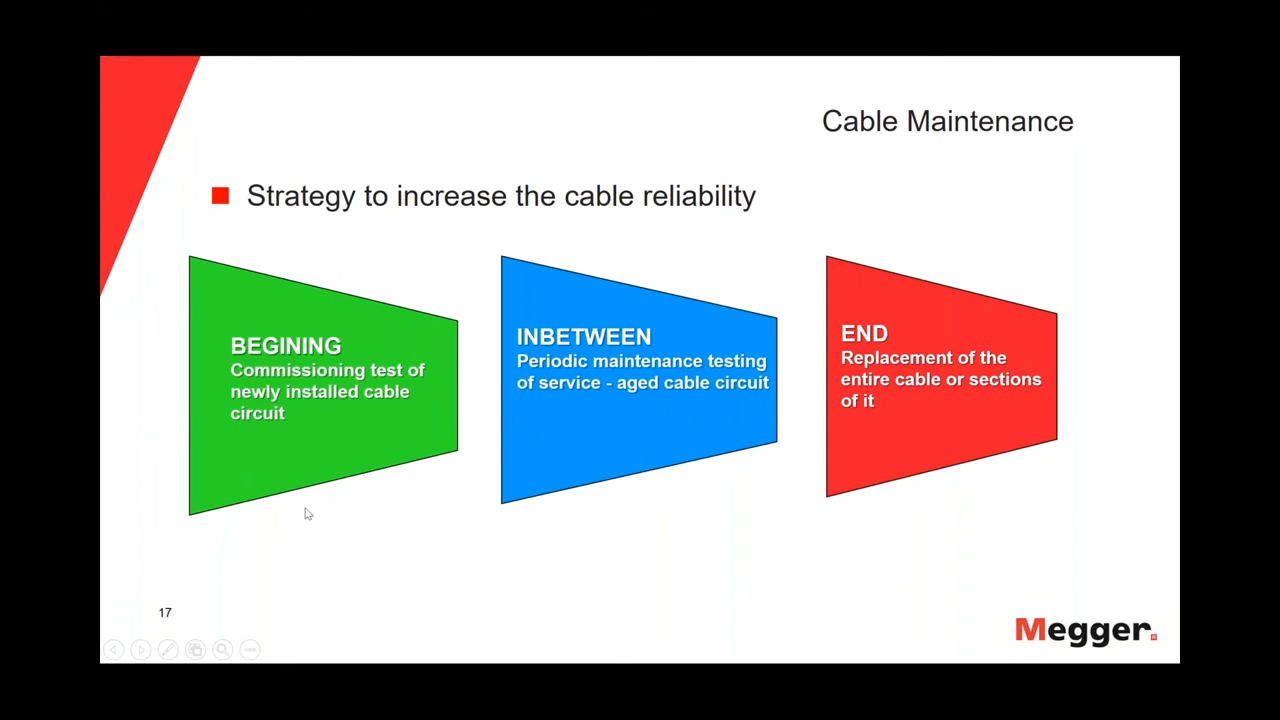 Cable Maintenance
Strategy to increase the cable reliability
BEGINING
Commissioning test of
newly installed cable
circuit
INBETWEEN
Periodic maintenance testing
of service - aged cable circuit
END
Replacement of the
entire cable or sections
of it
17
Megger.